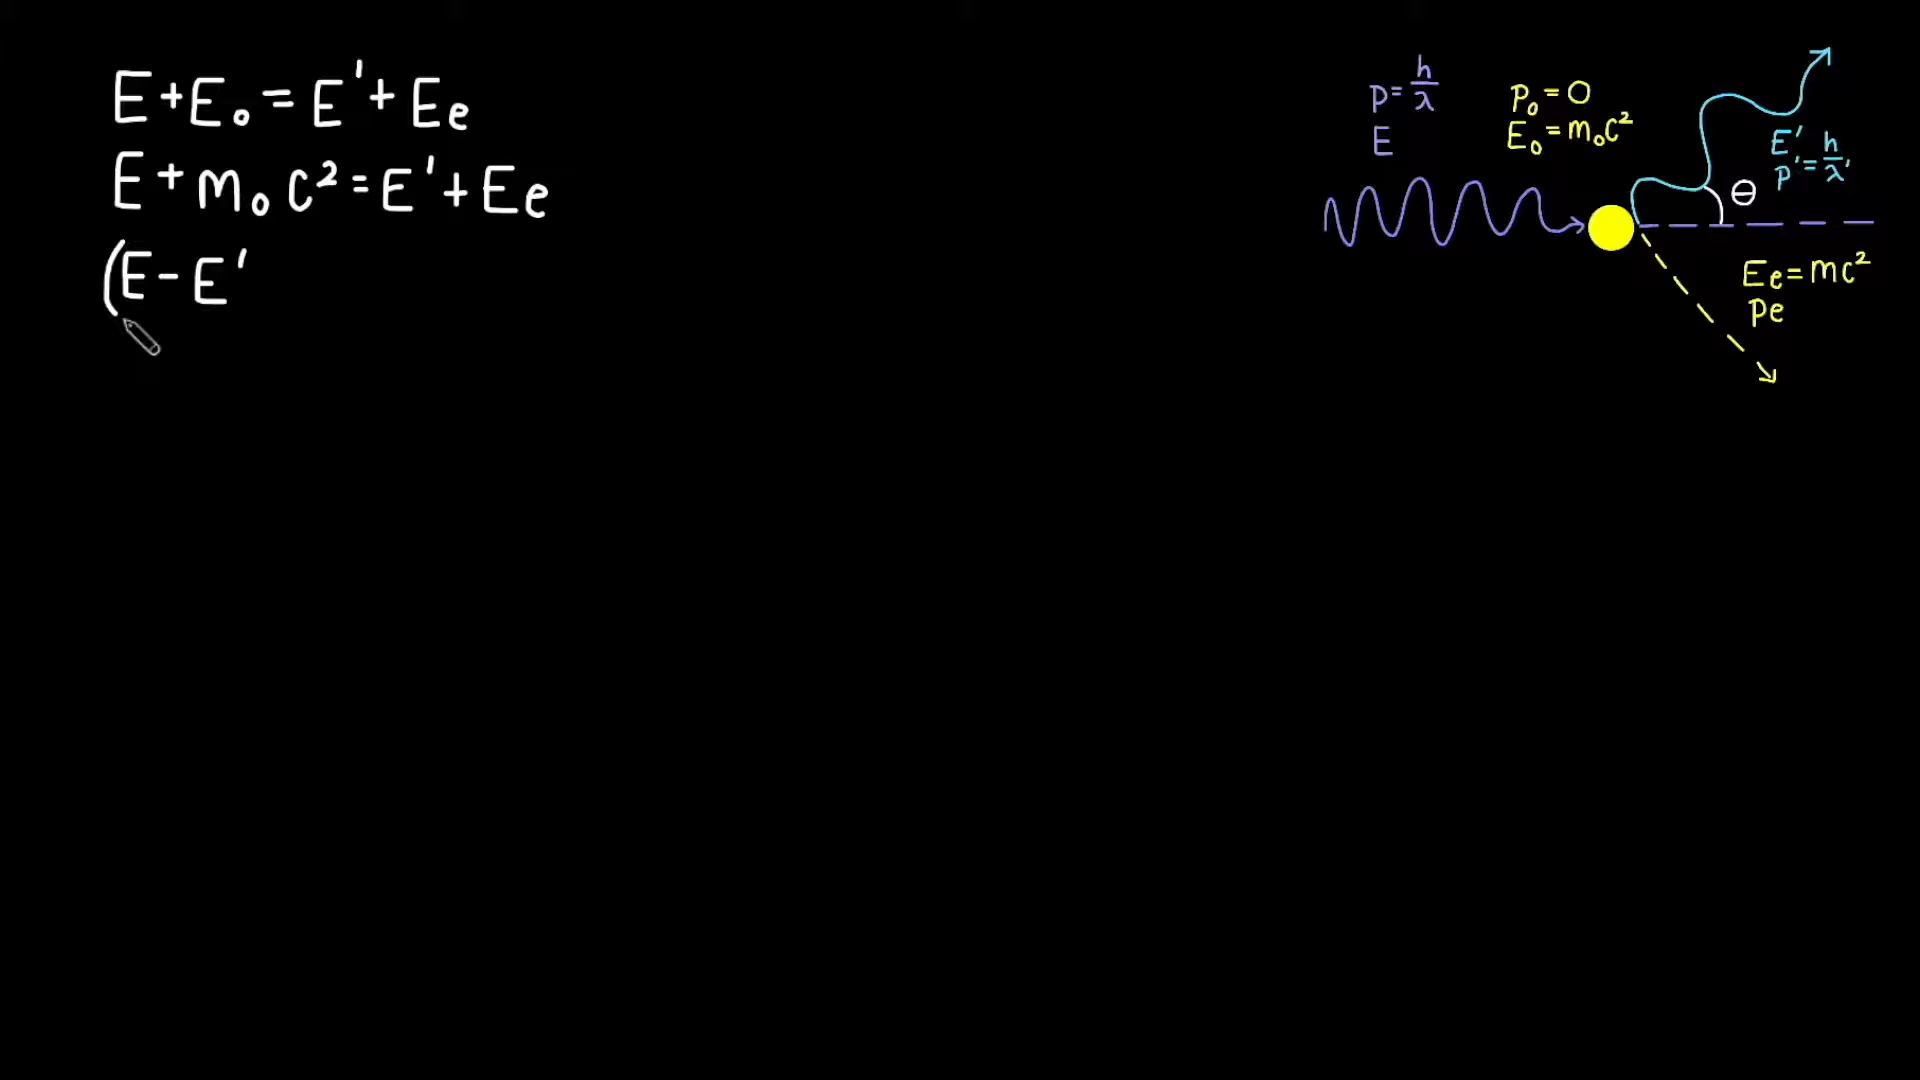 E + E₀ = E' + Ee
E + m₀c² = E' + Ee
(E - E'
p = h/λ
E
p₀ = 0
E₀ = m₀c²
E'
p' = h/λ'
θ
Ee = mc²
pe